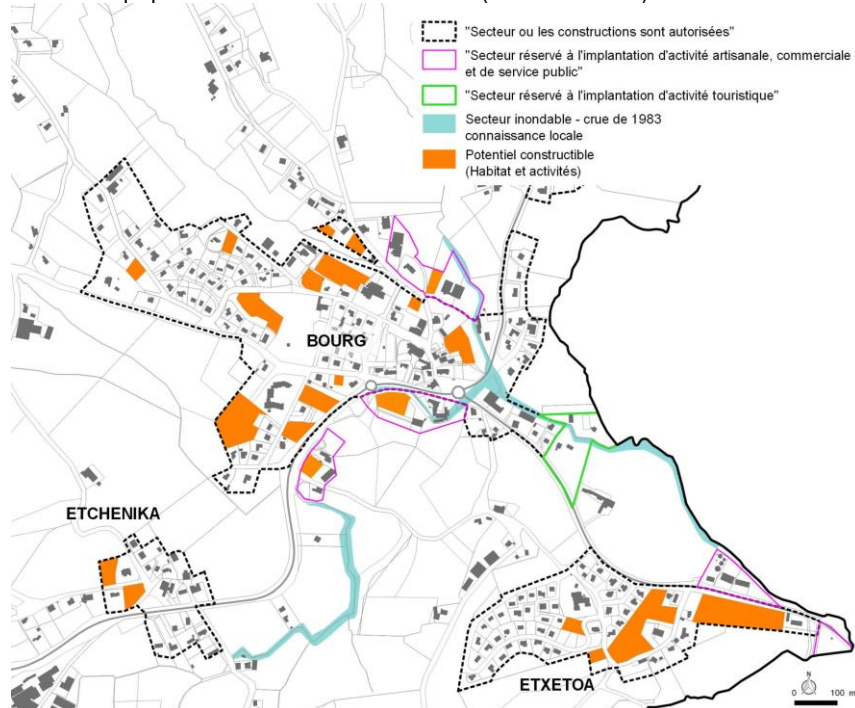 "Secteur ou les constructions sont autorisées"
"Secteur réservé à l'implantation d'activité artisanale, commerciale
et de service public"
"Secteur réservé à l'implantation d'activité touristique"
Secteur inondable - crue de 1983
connaissance locale
Potentiel constructible
(Habitat et activités)
BOURG
ETCHENIKA
ETXETOA
N
0 100 m